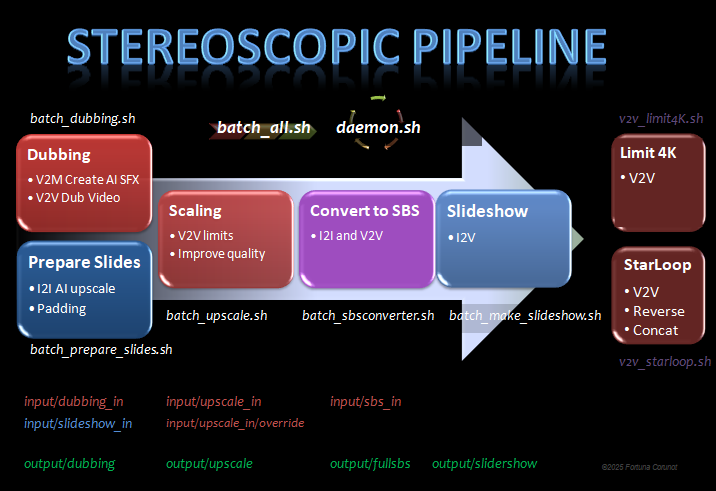 STEREOSCOPIC PIPELINE
batch_dubbing.sh
batch_all.sh
daemon.sh
v2v_limit4K.sh
Dubbing
• V2M Create AI SFX
• V2V Dub Video
Limit 4K
• V2V
Scaling
• V2V limits
• Improve quality
Convert to SBS
• I2I and V2V
Slideshow
• I2V
Prepare Slides
• I2I AI upscale
• Padding
StarLoop
• V2V
• Reverse
• Concat
batch_upscale.sh
batch_sbsconverter.sh
batch_make_slideshow.sh
batch_prepare_slides.sh
v2v_starloop.sh
input/dubbing_in
input/upscale_in
input/sbs_in
input/slideshow_in
input/upscale_in/override
output/dubbing
output/upscale
output/fullsbs
output/slidershow
©2025 Fortuna Corunot